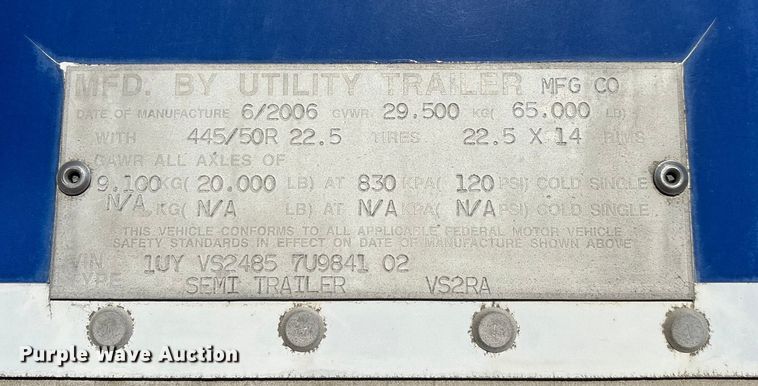 MFD. BY UTILITY TRAILER MFG CO
DATE OF MANUFACTURE 6/2006 GVWR. 29.500 KG( 65.000 LB)
WITH 445/50R 22.5 TIRES 22.5 X 14 RIMS
GAWR ALL AXLES OF
9.100 KG( 20.000 LB) AT 830 KPA( 120 PSI) COLD SINGLE
N/A KG( N/A LB) AT N/A KPA( N/A PSI) COLD SINGLE
THIS VEHICLE CONFORMS TO ALL APPLICABLE FEDERAL MOTOR VEHICLE
SAFETY STANDARDS IN EFFECT ON DATE OF MANUFACTURE SHOWN ABOVE
VIN 1UY VS2485 7U9841 02
TYPE SEMI TRAILER VS2RA
Purple Wave Auction